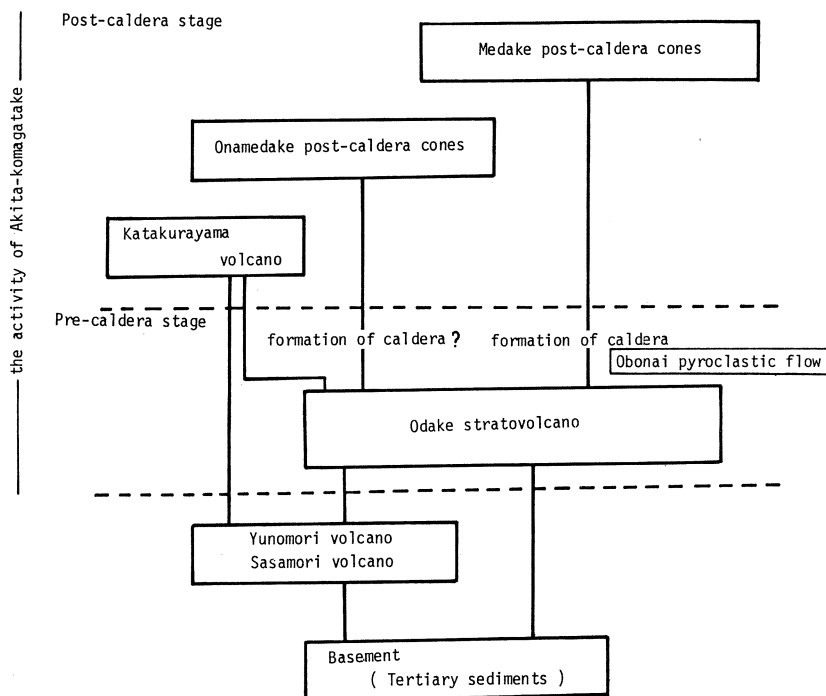 Post-caldera stage
Medake post-caldera cones
Onamedake post-caldera cones
Katakurayama
volcano
the activity of Akita-komagatake
Pre-caldera stage
formation of caldera ?
formation of caldera
Obonai pyroclastic flow
Odake stratovolcano
Yunomori volcano
Sasamori volcano
Basement
( Tertiary sediments )